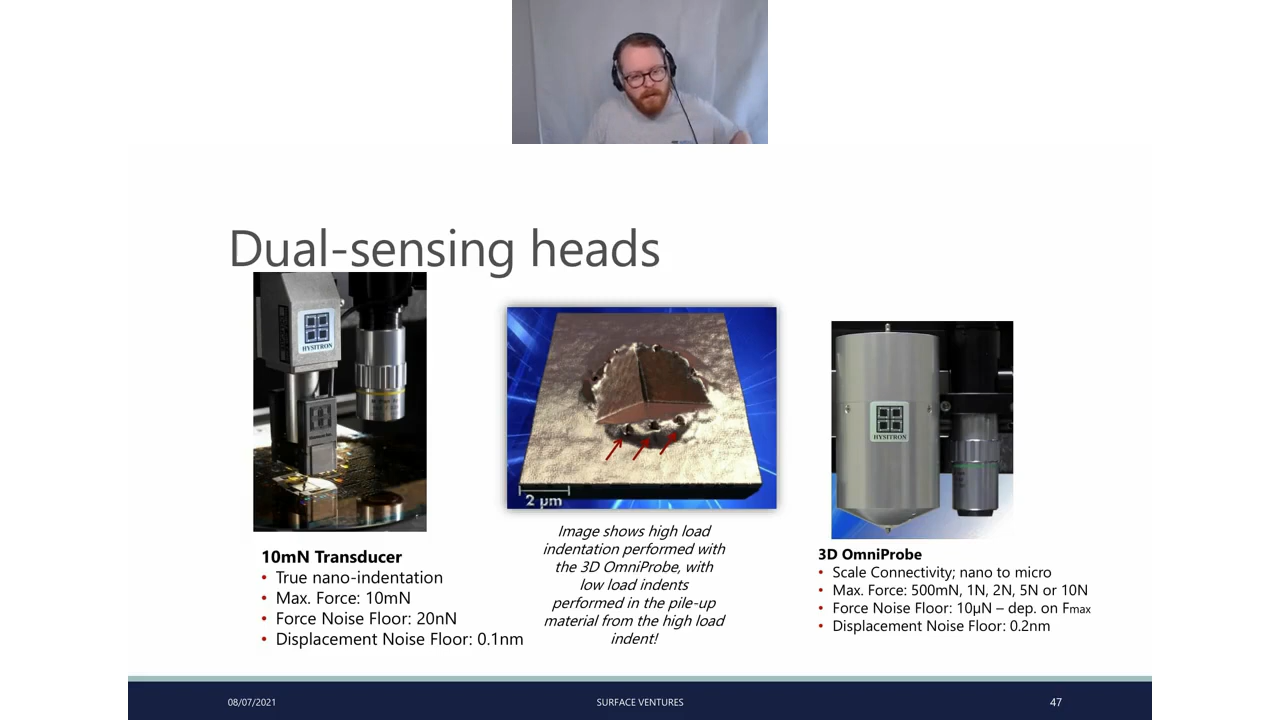 Dual-sensing heads
HYSITRON
2 µm
HYSITRON
Image shows high load
indentation performed with
the 3D OmniProbe, with
low load indents
performed in the pile-up
material from the high load
indent!
10mN Transducer
• True nano-indentation
• Max. Force: 10mN
• Force Noise Floor: 20nN
• Displacement Noise Floor: 0.1nm
3D OmniProbe
• Scale Connectivity; nano to micro
• Max. Force: 500mN, 1N, 2N, 5N or 10N
• Force Noise Floor: 10µN – dep. on Fmax
• Displacement Noise Floor: 0.2nm
08/07/2021
SURFACE VENTURES
47